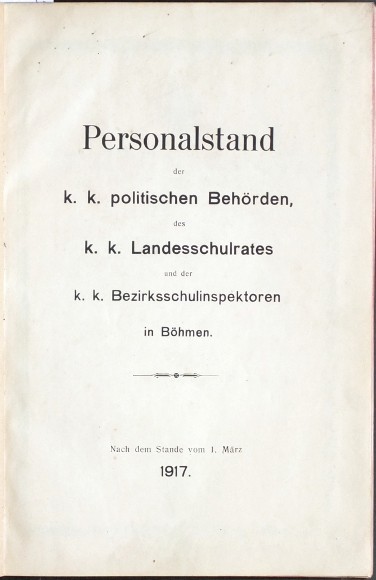 Personalstand
der
k. k. politischen Behörden,
des
k. k. Landesschulrates
und der
k. k. Bezirksschulinspektoren
in Böhmen.
Nach dem Stande vom 1. März
1917.